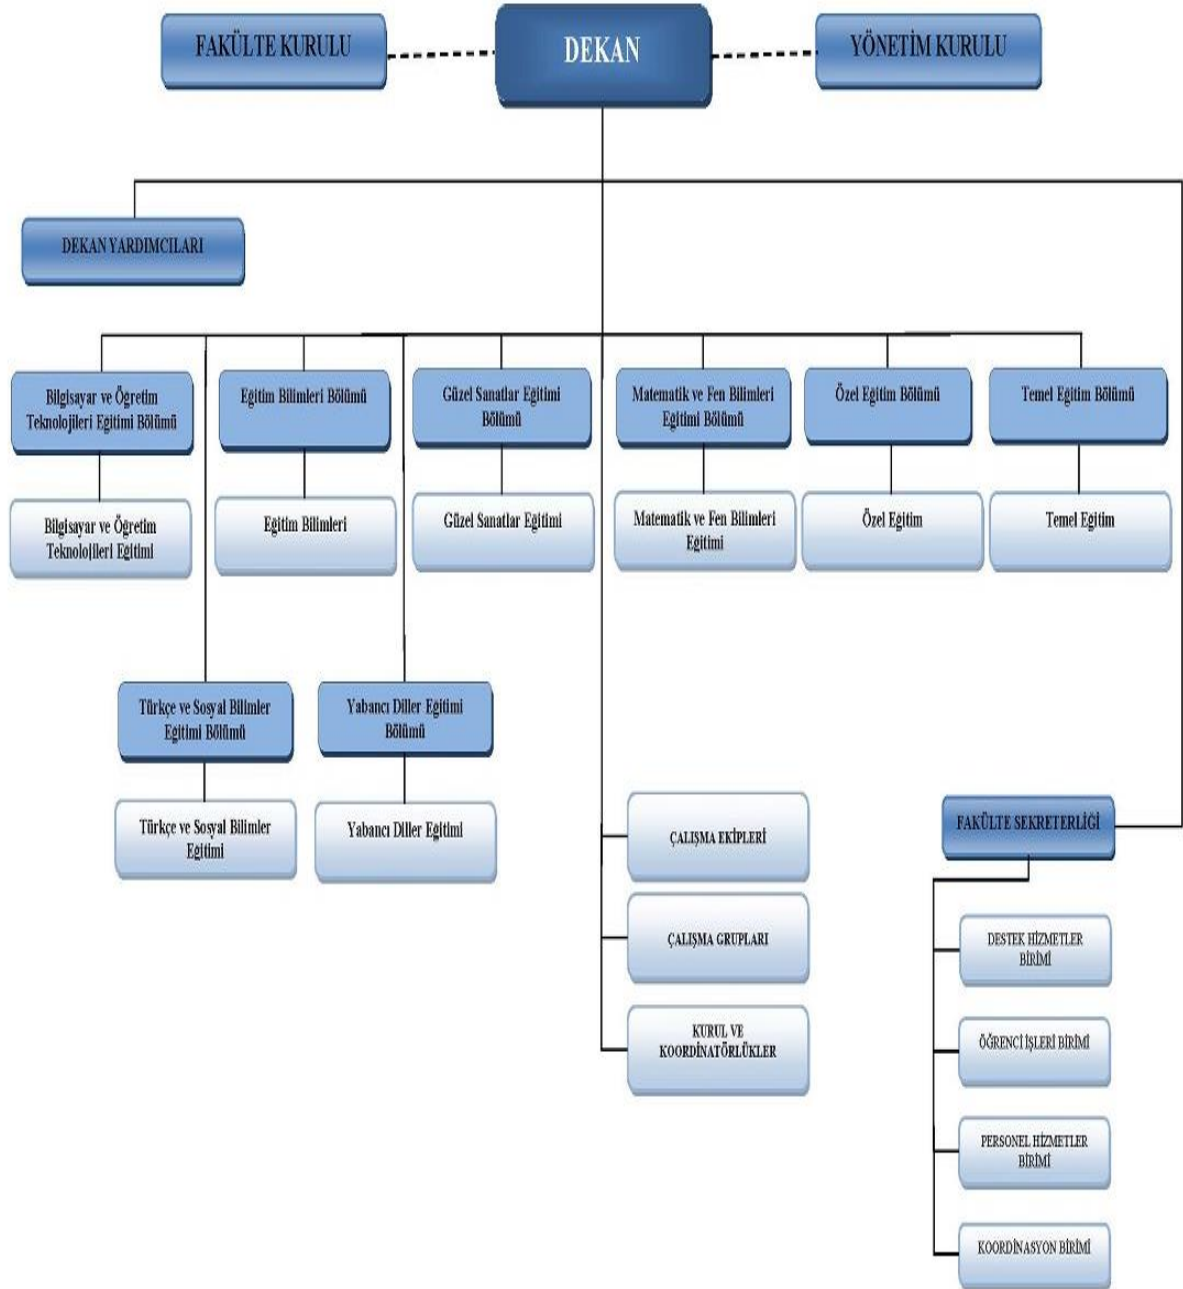 FAKÜLTE KURULU
DEKAN
YÖNETİM KURULU
DEKAN YARDIMCILARI
Bilgisayar ve Öğretim
Teknolojileri Eğitimi Bölümü
Eğitim Bilimleri Bölümü
Güzel Sanatlar Eğitimi
Bölümü
Matematik ve Fen Bilimleri
Eğitimi Bölümü
Özel Eğitim Bölümü
Temel Eğitim Bölümü
Bilgisayar ve Öğretim
Teknolojileri Eğitimi
Eğitim Bilimleri
Güzel Sanatlar Eğitimi
Matematik ve Fen Bilimleri
Eğitimi
Özel Eğitim
Temel Eğitim
Türkçe ve Sosyal Bilimler
Eğitimi Bölümü
Yabancı Diller Eğitimi
Bölümü
Türkçe ve Sosyal Bilimler
Eğitimi
Yabancı Diller Eğitimi
ÇALIŞMA EKİPLERİ
ÇALIŞMA GRUPLARI
KURUL VE
KOORDİNATÖRLÜKLER
FAKÜLTE SEKRETERLİĞİ
DESTEK HİZMETLER
BİRİMİ
ÖĞRENCİ İŞLERİ BİRİMİ
PERSONEL HİZMETLER
BİRİMİ
KOORDİNASYON BİRİMİ